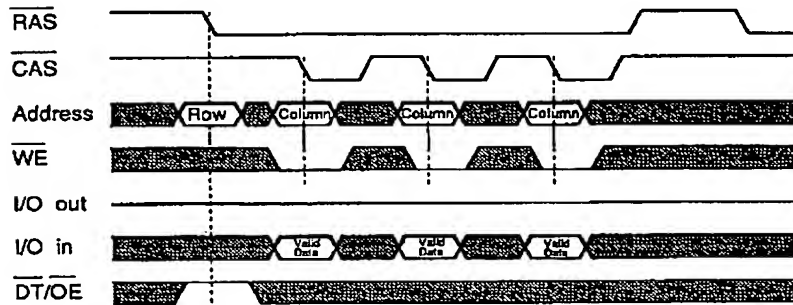 RAS
CAS
Address Row Column Column Column
WE
I/O out
I/O in Valid Data Valid Data Valid Data
DT/OE